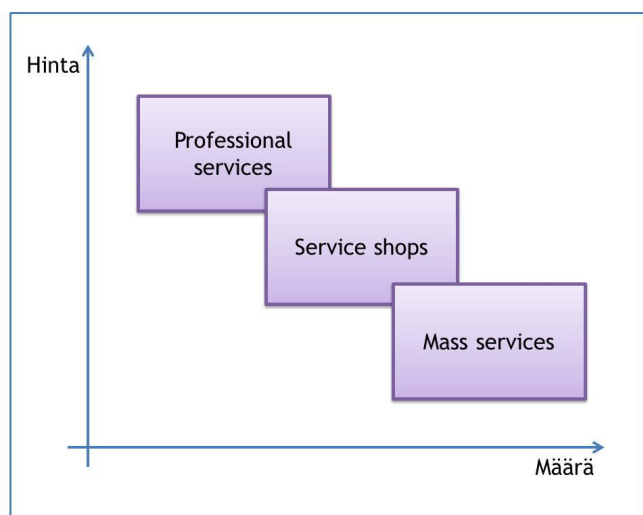 Hinta
Professional
services
Service shops
Mass services
Määrä